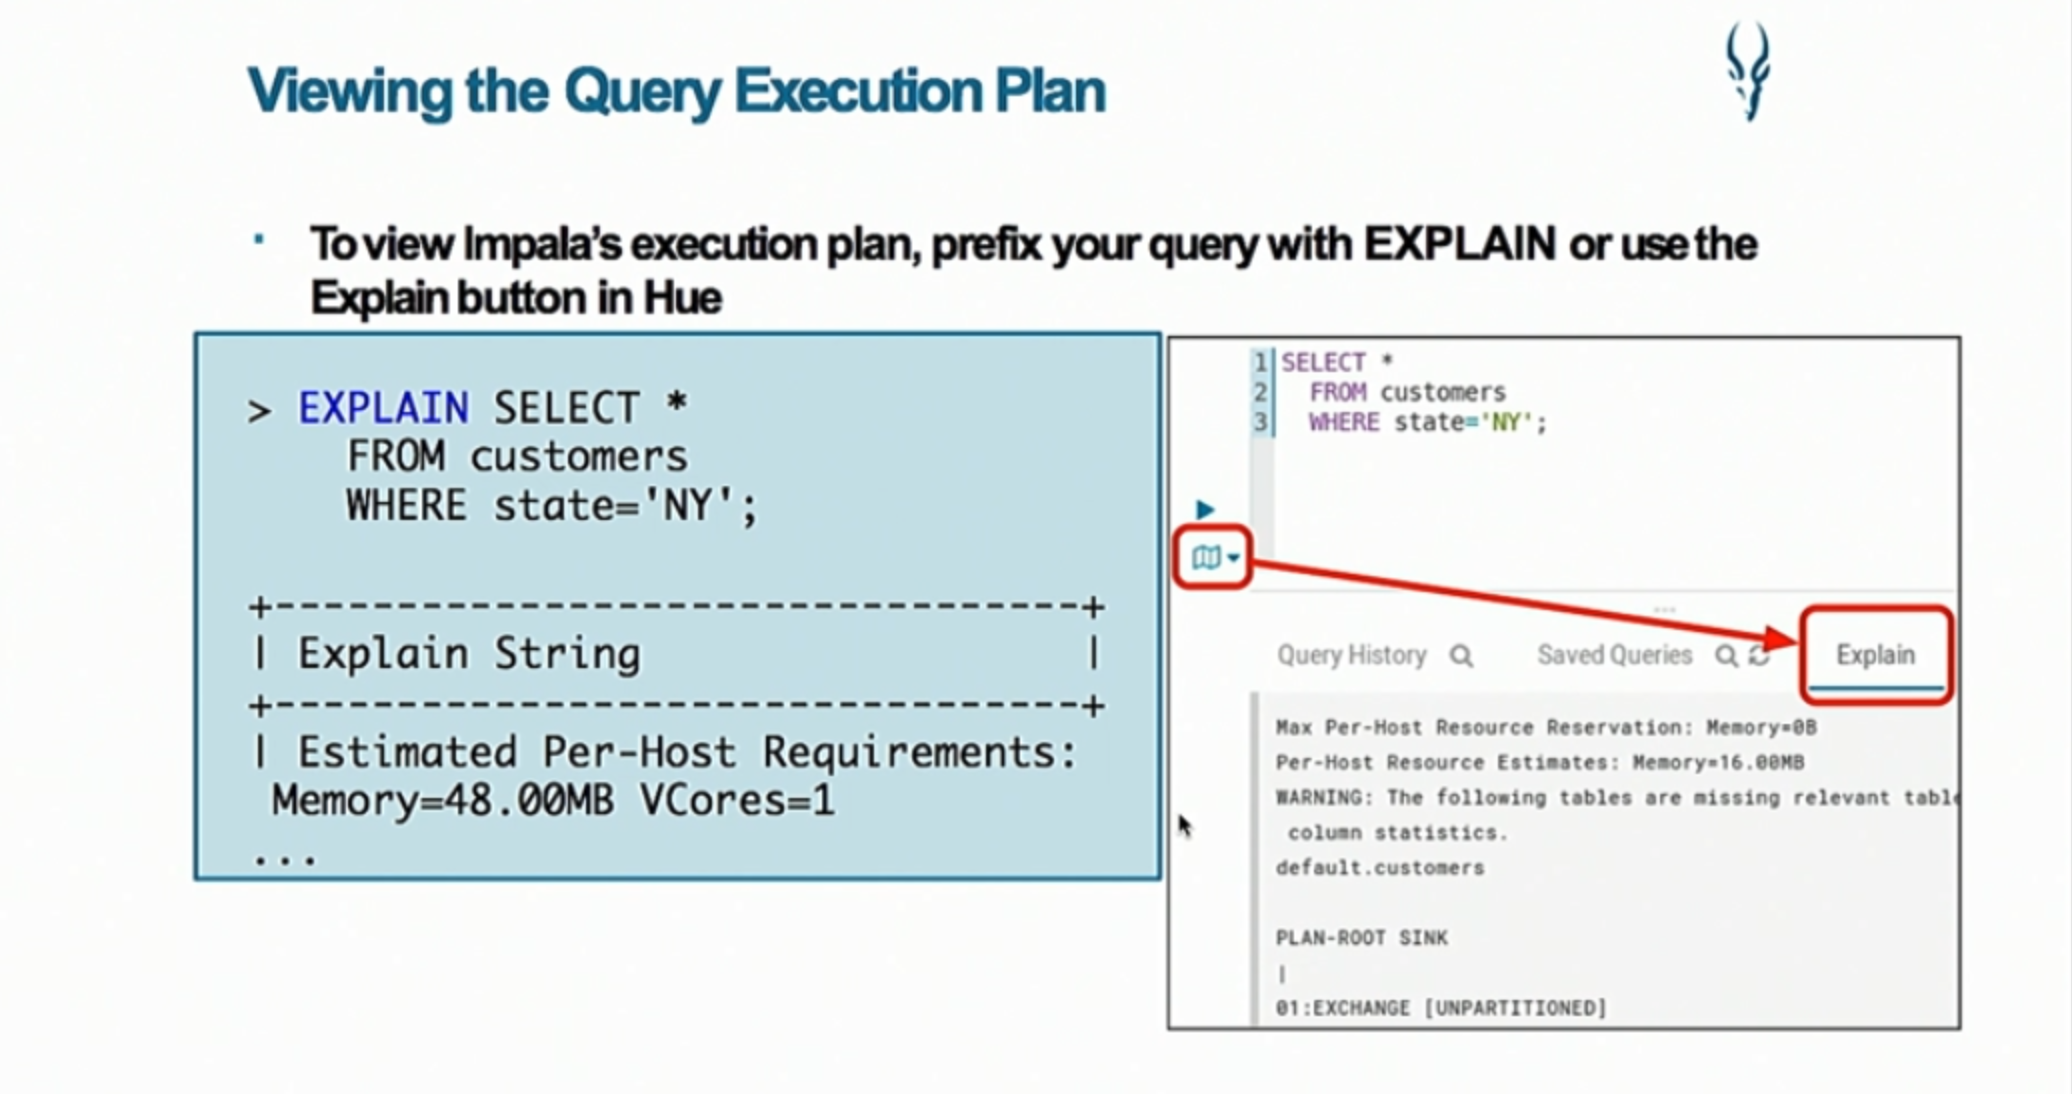 Viewing the Query Execution Plan
To view Impala’s execution plan, prefix your query with EXPLAIN or use the
Explain button in Hue
> EXPLAIN SELECT *
FROM customers
WHERE state='NY';
+---------------------------------+
| Explain String |
+---------------------------------+
| Estimated Per-Host Requirements:
Memory=48.00MB VCores=1
...
1 SELECT *
2 FROM customers
3 WHERE state='NY';
...
Query History Saved Queries Explain
Max Per-Host Resource Reservation: Memory=0B
Per-Host Resource Estimates: Memory=16.00MB
WARNING: The following tables are missing relevant table
column statistics.
default.customers
PLAN-ROOT SINK
|
01:EXCHANGE [UNPARTITIONED]